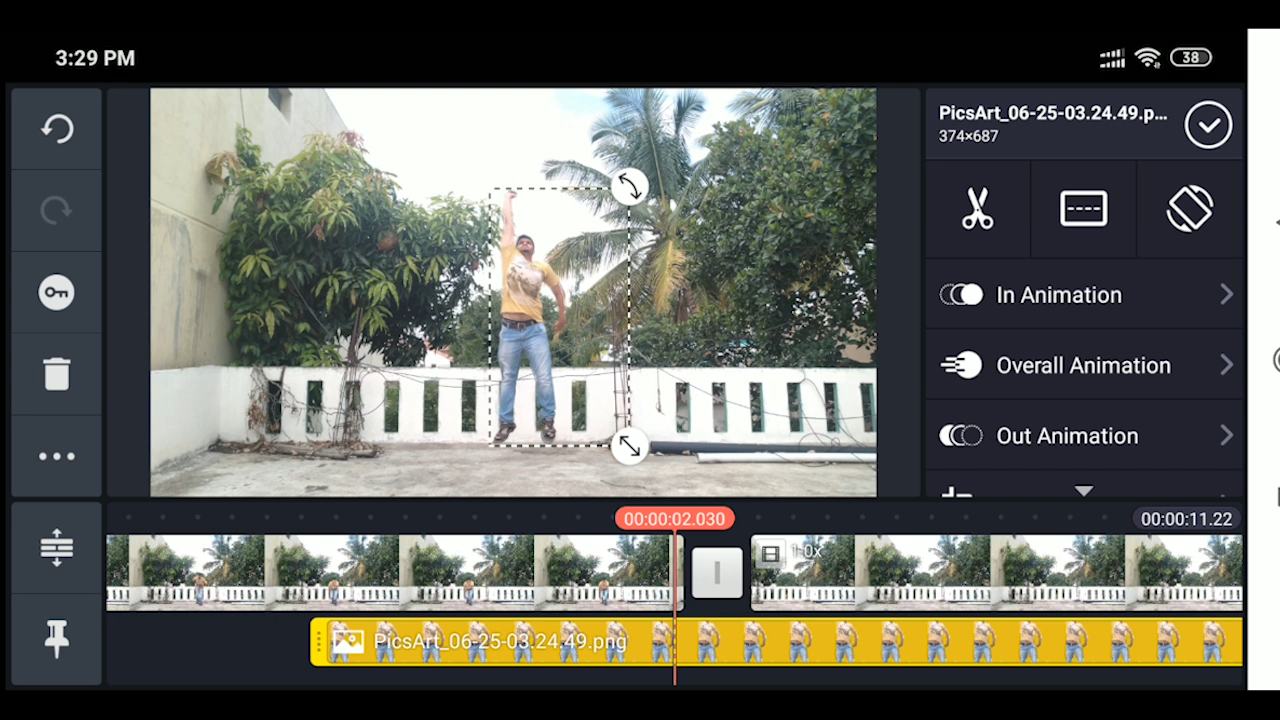 3:29 PM
38
PicsArt_06-25-03.24.49.p...
374×687
In Animation
Overall Animation
Out Animation
00:00:02.030
00:00:11.22
1.0x
PicsArt_06-25-03.24.49.png